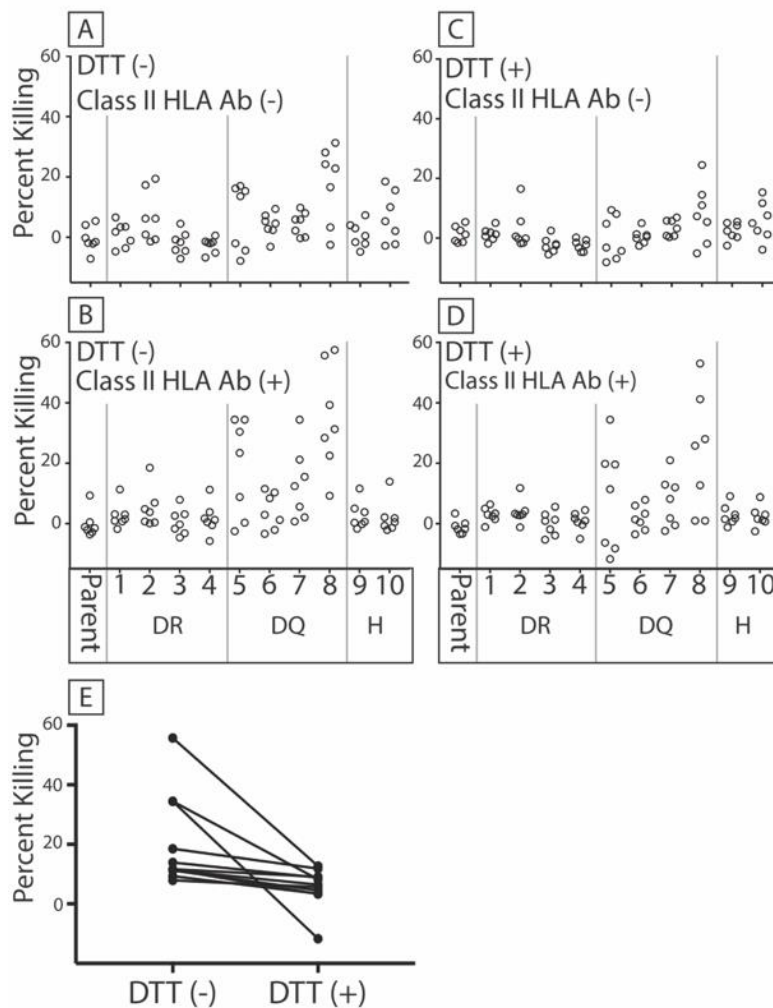 A
C
Percent Killing
60
40
20
0
DTT (-)
Class II HLA Ab (-)
60
40
20
0
DTT (+)
Class II HLA Ab (-)
B
D
Percent Killing
60
40
20
0
DTT (-)
Class II HLA Ab (+)
60
40
20
0
DTT (+)
Class II HLA Ab (+)
Parent 1 2 3 4 5 6 7 8 9 10
DR DQ H
Parent 1 2 3 4 5 6 7 8 9 10
DR DQ H
E
Percent Killing
60
40
20
0
DTT (-) DTT (+)